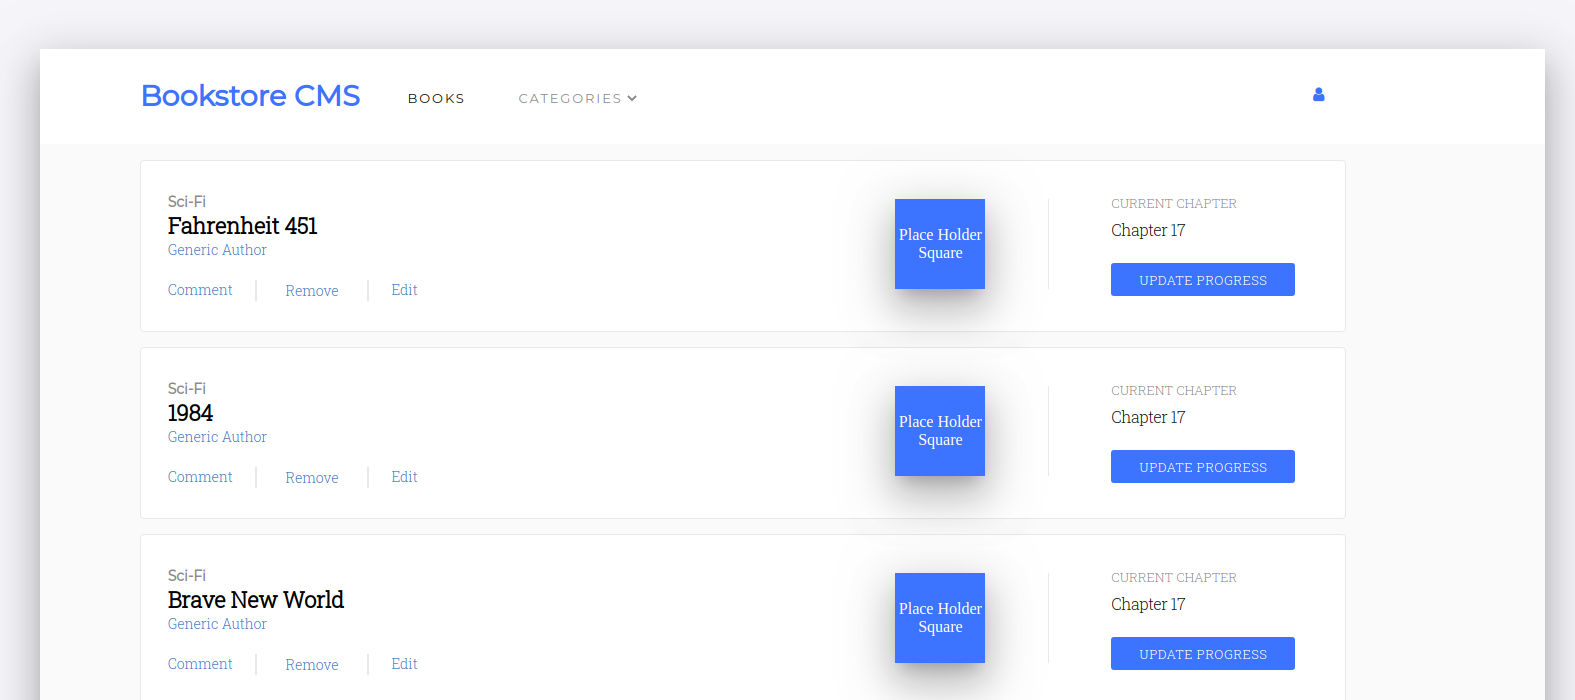 Bookstore CMS BOOKS CATEGORIES
Sci-Fi
Fahrenheit 451
Generic Author
Comment Remove Edit
Place Holder
Square
CURRENT CHAPTER
Chapter 17
UPDATE PROGRESS
Sci-Fi
1984
Generic Author
Comment Remove Edit
Place Holder
Square
CURRENT CHAPTER
Chapter 17
UPDATE PROGRESS
Sci-Fi
Brave New World
Generic Author
Comment Remove Edit
Place Holder
Square
CURRENT CHAPTER
Chapter 17
UPDATE PROGRESS